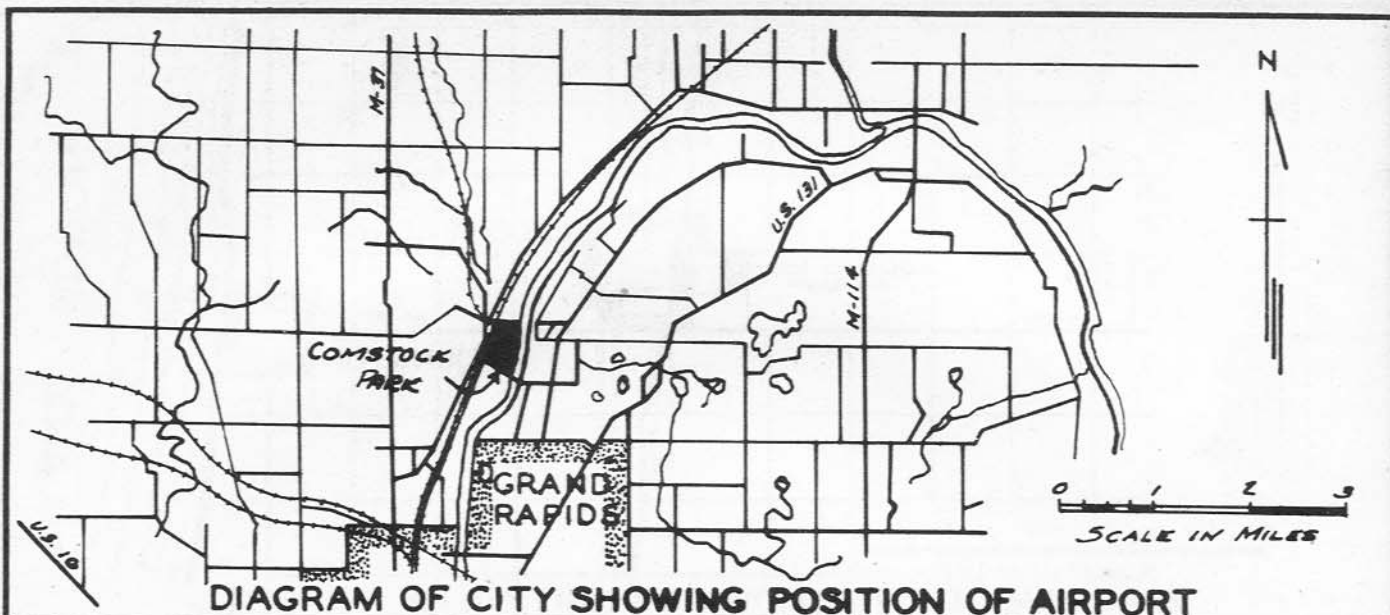 N
M-37
U.S. 131
M-114
COMSTOCK
PARK
GRAND
RAPIDS
0 1 2 3
SCALE IN MILES
U.S. 16
DIAGRAM OF CITY SHOWING POSITION OF AIRPORT